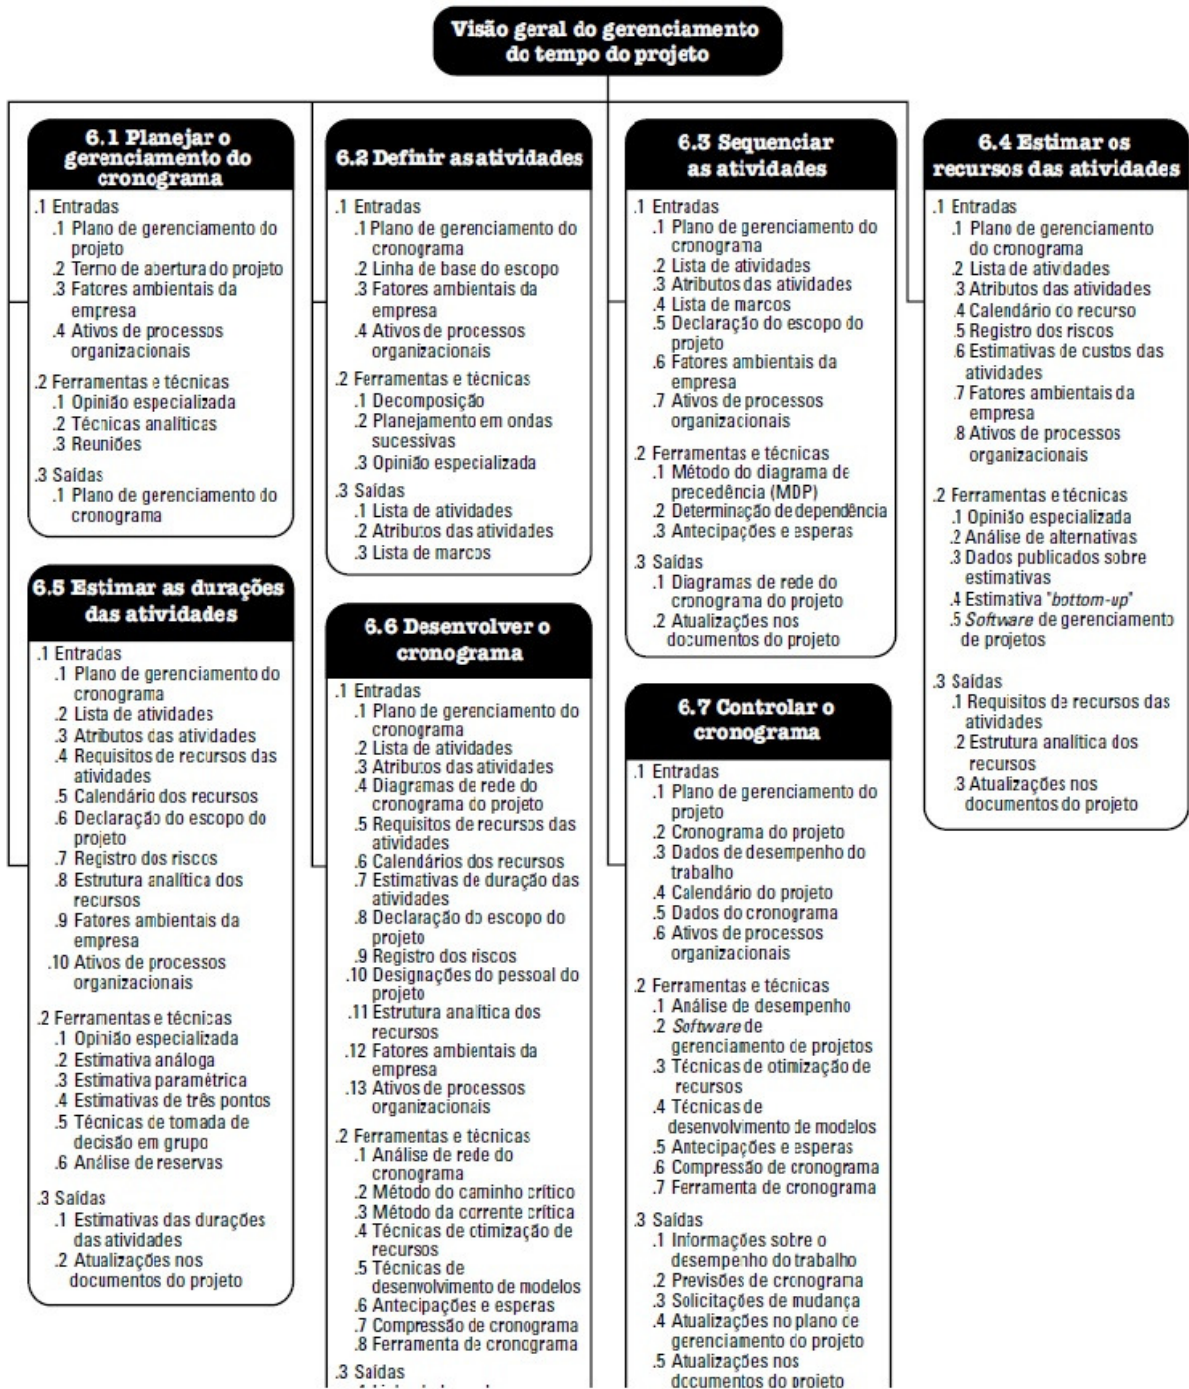 Visão geral do gerenciamento
do tempo do projeto
6.1 Planejar o
gerenciamento do
cronograma
.1 Entradas
.1 Plano de gerenciamento do
projeto
.2 Termo de abertura do projeto
.3 Fatores ambientais da
empresa
.4 Ativos de processos
organizacionais
.2 Ferramentas e técnicas
.1 Opinião especializada
.2 Técnicas analíticas
.3 Reuniões
.3 Saídas
.1 Plano de gerenciamento do
cronograma
6.2 Definir as atividades
.1 Entradas
.1 Plano de gerenciamento do
cronograma
.2 Linha de base do escopo
.3 Fatores ambientais da
empresa
.4 Ativos de processos
organizacionais
.2 Ferramentas e técnicas
.1 Decomposição
.2 Planejamento em ondas
sucessivas
.3 Opinião especializada
.3 Saídas
.1 Lista de atividades
.2 Atributos das atividades
.3 Lista de marcos
6.3 Sequenciar
as atividades
.1 Entradas
.1 Plano de gerenciamento do
cronograma
.2 Lista de atividades
.3 Atributos das atividades
.4 Lista de marcos
.5 Declaração do escopo do
projeto
.6 Fatores ambientais da
empresa
.7 Ativos de processos
organizacionais
.2 Ferramentas e técnicas
.1 Método do diagrama de
precedência (MDP)
.2 Determinação de dependência
.3 Antecipações e esperas
.3 Saídas
.1 Diagramas de rede do
cronograma do projeto
.2 Atualizações nos
documentos do projeto
6.4 Estimar os
recursos das atividades
.1 Entradas
.1 Plano de gerenciamento
do cronograma
.2 Lista de atividades
.3 Atributos das atividades
.4 Calendário do recurso
.5 Registro dos riscos
.6 Estimativas de custos das
atividades
.7 Fatores ambientais da
empresa
.8 Ativos de processos
organizacionais
.2 Ferramentas e técnicas
.1 Opinião especializada
.2 Análise de alternativas
.3 Dados publicados sobre
estimativas
.4 Estimativa "bottom-up"
.5 Software de gerenciamento
de projetos
.3 Saídas
.1 Requisitos de recursos das
atividades
.2 Estrutura analítica dos
recursos
.3 Atualizações nos
documentos do projeto
6.5 Estimar as durações
das atividades
.1 Entradas
.1 Plano de gerenciamento do
cronograma
.2 Lista de atividades
.3 Atributos das atividades
.4 Requisitos de recursos das
atividades
.5 Calendário dos recursos
.6 Declaração do escopo do
projeto
.7 Registro dos riscos
.8 Estrutura analítica dos
recursos
.9 Fatores ambientais da
empresa
.10 Ativos de processos
organizacionais
.2 Ferramentas e técnicas
.1 Opinião especializada
.2 Estimativa análoga
.3 Estimativa paramétrica
.4 Estimativas de três pontos
.5 Técnicas de tomada de
decisão em grupo
.6 Análise de reservas
.3 Saídas
.1 Estimativas das durações
das atividades
.2 Atualizações nos
documentos do projeto
6.6 Desenvolver o
cronograma
.1 Entradas
.1 Plano de gerenciamento do
cronograma
.2 Lista de atividades
.3 Atributos das atividades
.4 Diagramas de rede do
cronograma do projeto
.5 Requisitos de recursos das
atividades
.6 Calendários dos recursos
.7 Estimativas de duração das
atividades
.8 Declaração do escopo do
projeto
.9 Registro dos riscos
.10 Designações do pessoal do
projeto
.11 Estrutura analítica dos
recursos
.12 Fatores ambientais da
empresa
.13 Ativos de processos
organizacionais
.2 Ferramentas e técnicas
.1 Análise de rede do
cronograma
.2 Método do caminho crítico
.3 Método da corrente crítica
.4 Técnicas de otimização de
recursos
.5 Técnicas de
desenvolvimento de modelos
.6 Antecipações e esperas
.7 Compressão de cronograma
.8 Ferramenta de cronograma
.3 Saídas
6.7 Controlar o
cronograma
.1 Entradas
.1 Plano de gerenciamento do
projeto
.2 Cronograma do projeto
.3 Dados de desempenho do
trabalho
.4 Calendário do projeto
.5 Dados do cronograma
.6 Ativos de processos
organizacionais
.2 Ferramentas e técnicas
.1 Análise de desempenho
.2 Software de
gerenciamento de projetos
.3 Técnicas de otimização de
recursos
.4 Técnicas de
desenvolvimento de modelos
.5 Antecipações e esperas
.6 Compressão de cronograma
.7 Ferramenta de cronograma
.3 Saídas
.1 Informações sobre o
desempenho do trabalho
.2 Previsões de cronograma
.3 Solicitações de mudança
.4 Atualizações no plano de
gerenciamento do projeto
.5 Atualizações nos
documentos do projeto